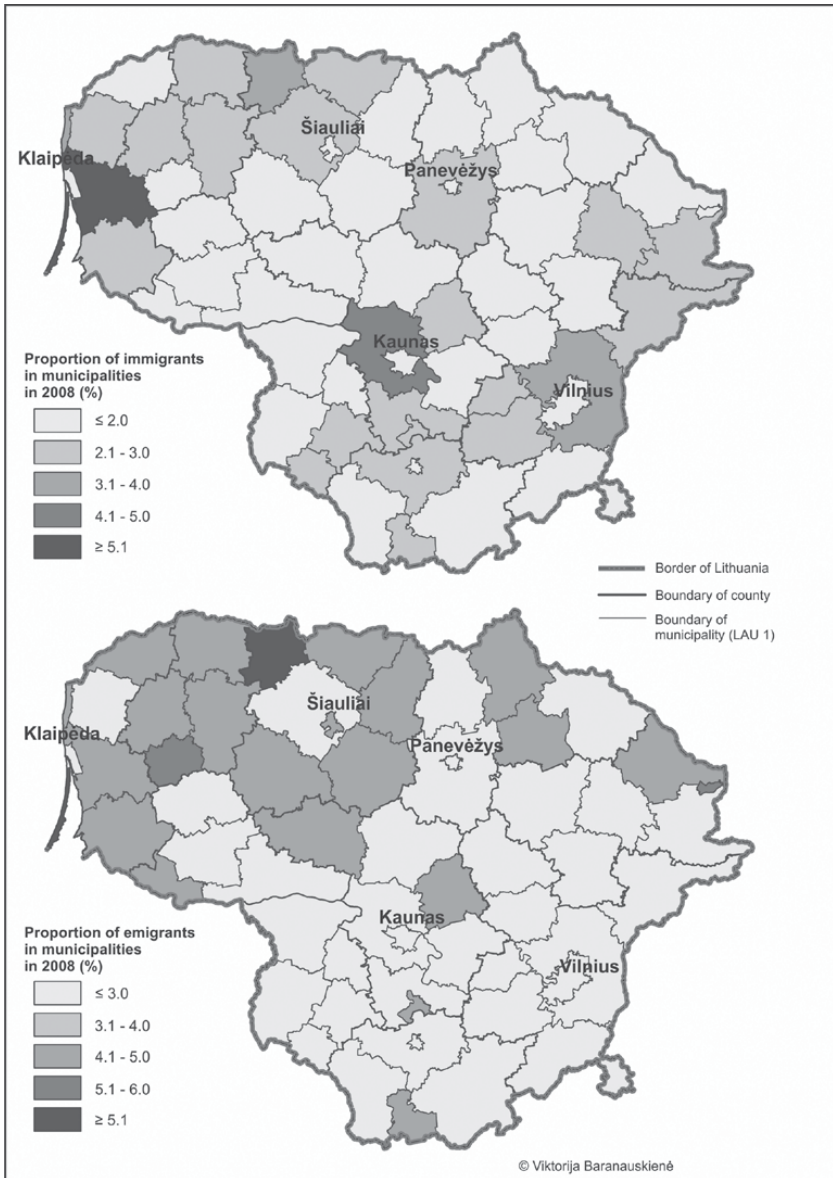 Šiauliai
Klaipėda
Panevėžys
Kaunas
Vilnius
Proportion of immigrants
in municipalities
in 2008 (%)
≤ 2.0
2.1 - 3.0
3.1 - 4.0
4.1 - 5.0
≥ 5.1
Border of Lithuania
Boundary of county
Boundary of
municipality (LAU 1)
Šiauliai
Klaipėda
Panevėžys
Kaunas
Vilnius
Proportion of emigrants
in municipalities
in 2008 (%)
≤ 3.0
3.1 - 4.0
4.1 - 5.0
5.1 - 6.0
≥ 5.1
© Viktorija Baranauskienė